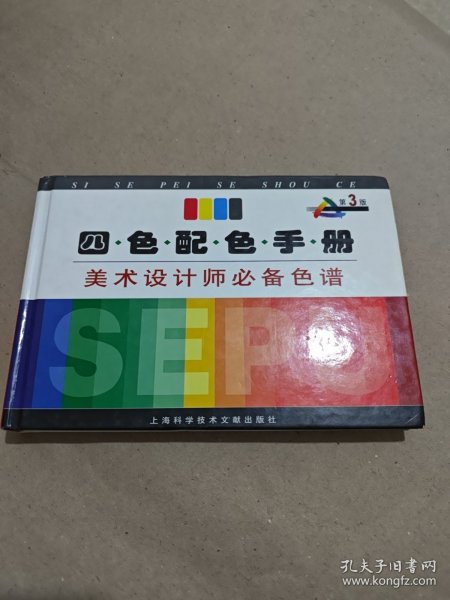 SI SE PEI SE SHOU CE
第3版
四·色·配·色·手·册
美术设计师必备色谱
SEPU
上海科学技术文献出版社
孔夫子旧书网
www.kongfz.com